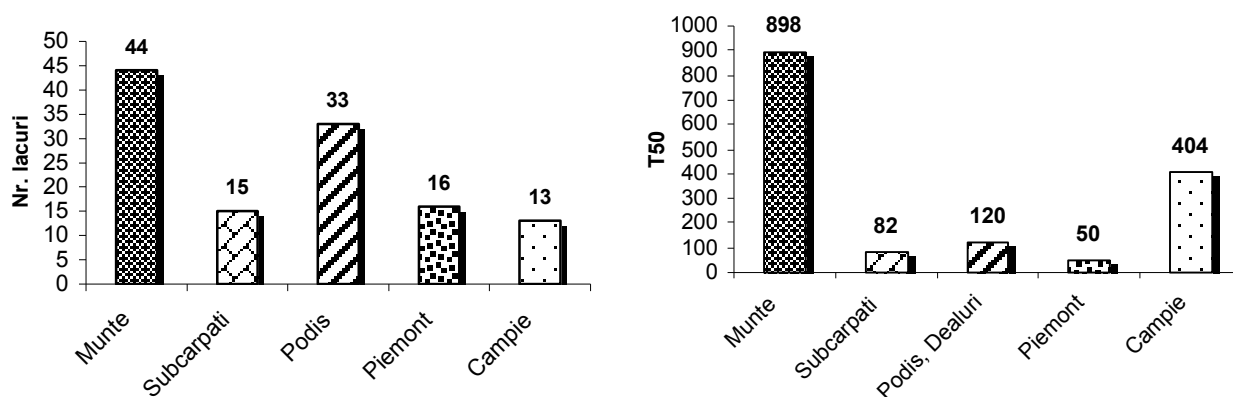 Nr. lacuri
50
45
40
35
30
25
20
15
10
5
0
44
15
33
16
13
Munte
Subcarpati
Podis
Piemont
Campie
T50
1000
900
800
700
600
500
400
300
200
100
0
898
82
120
50
404
Munte
Subcarpati
Podis, Dealuri
Piemont
Campie